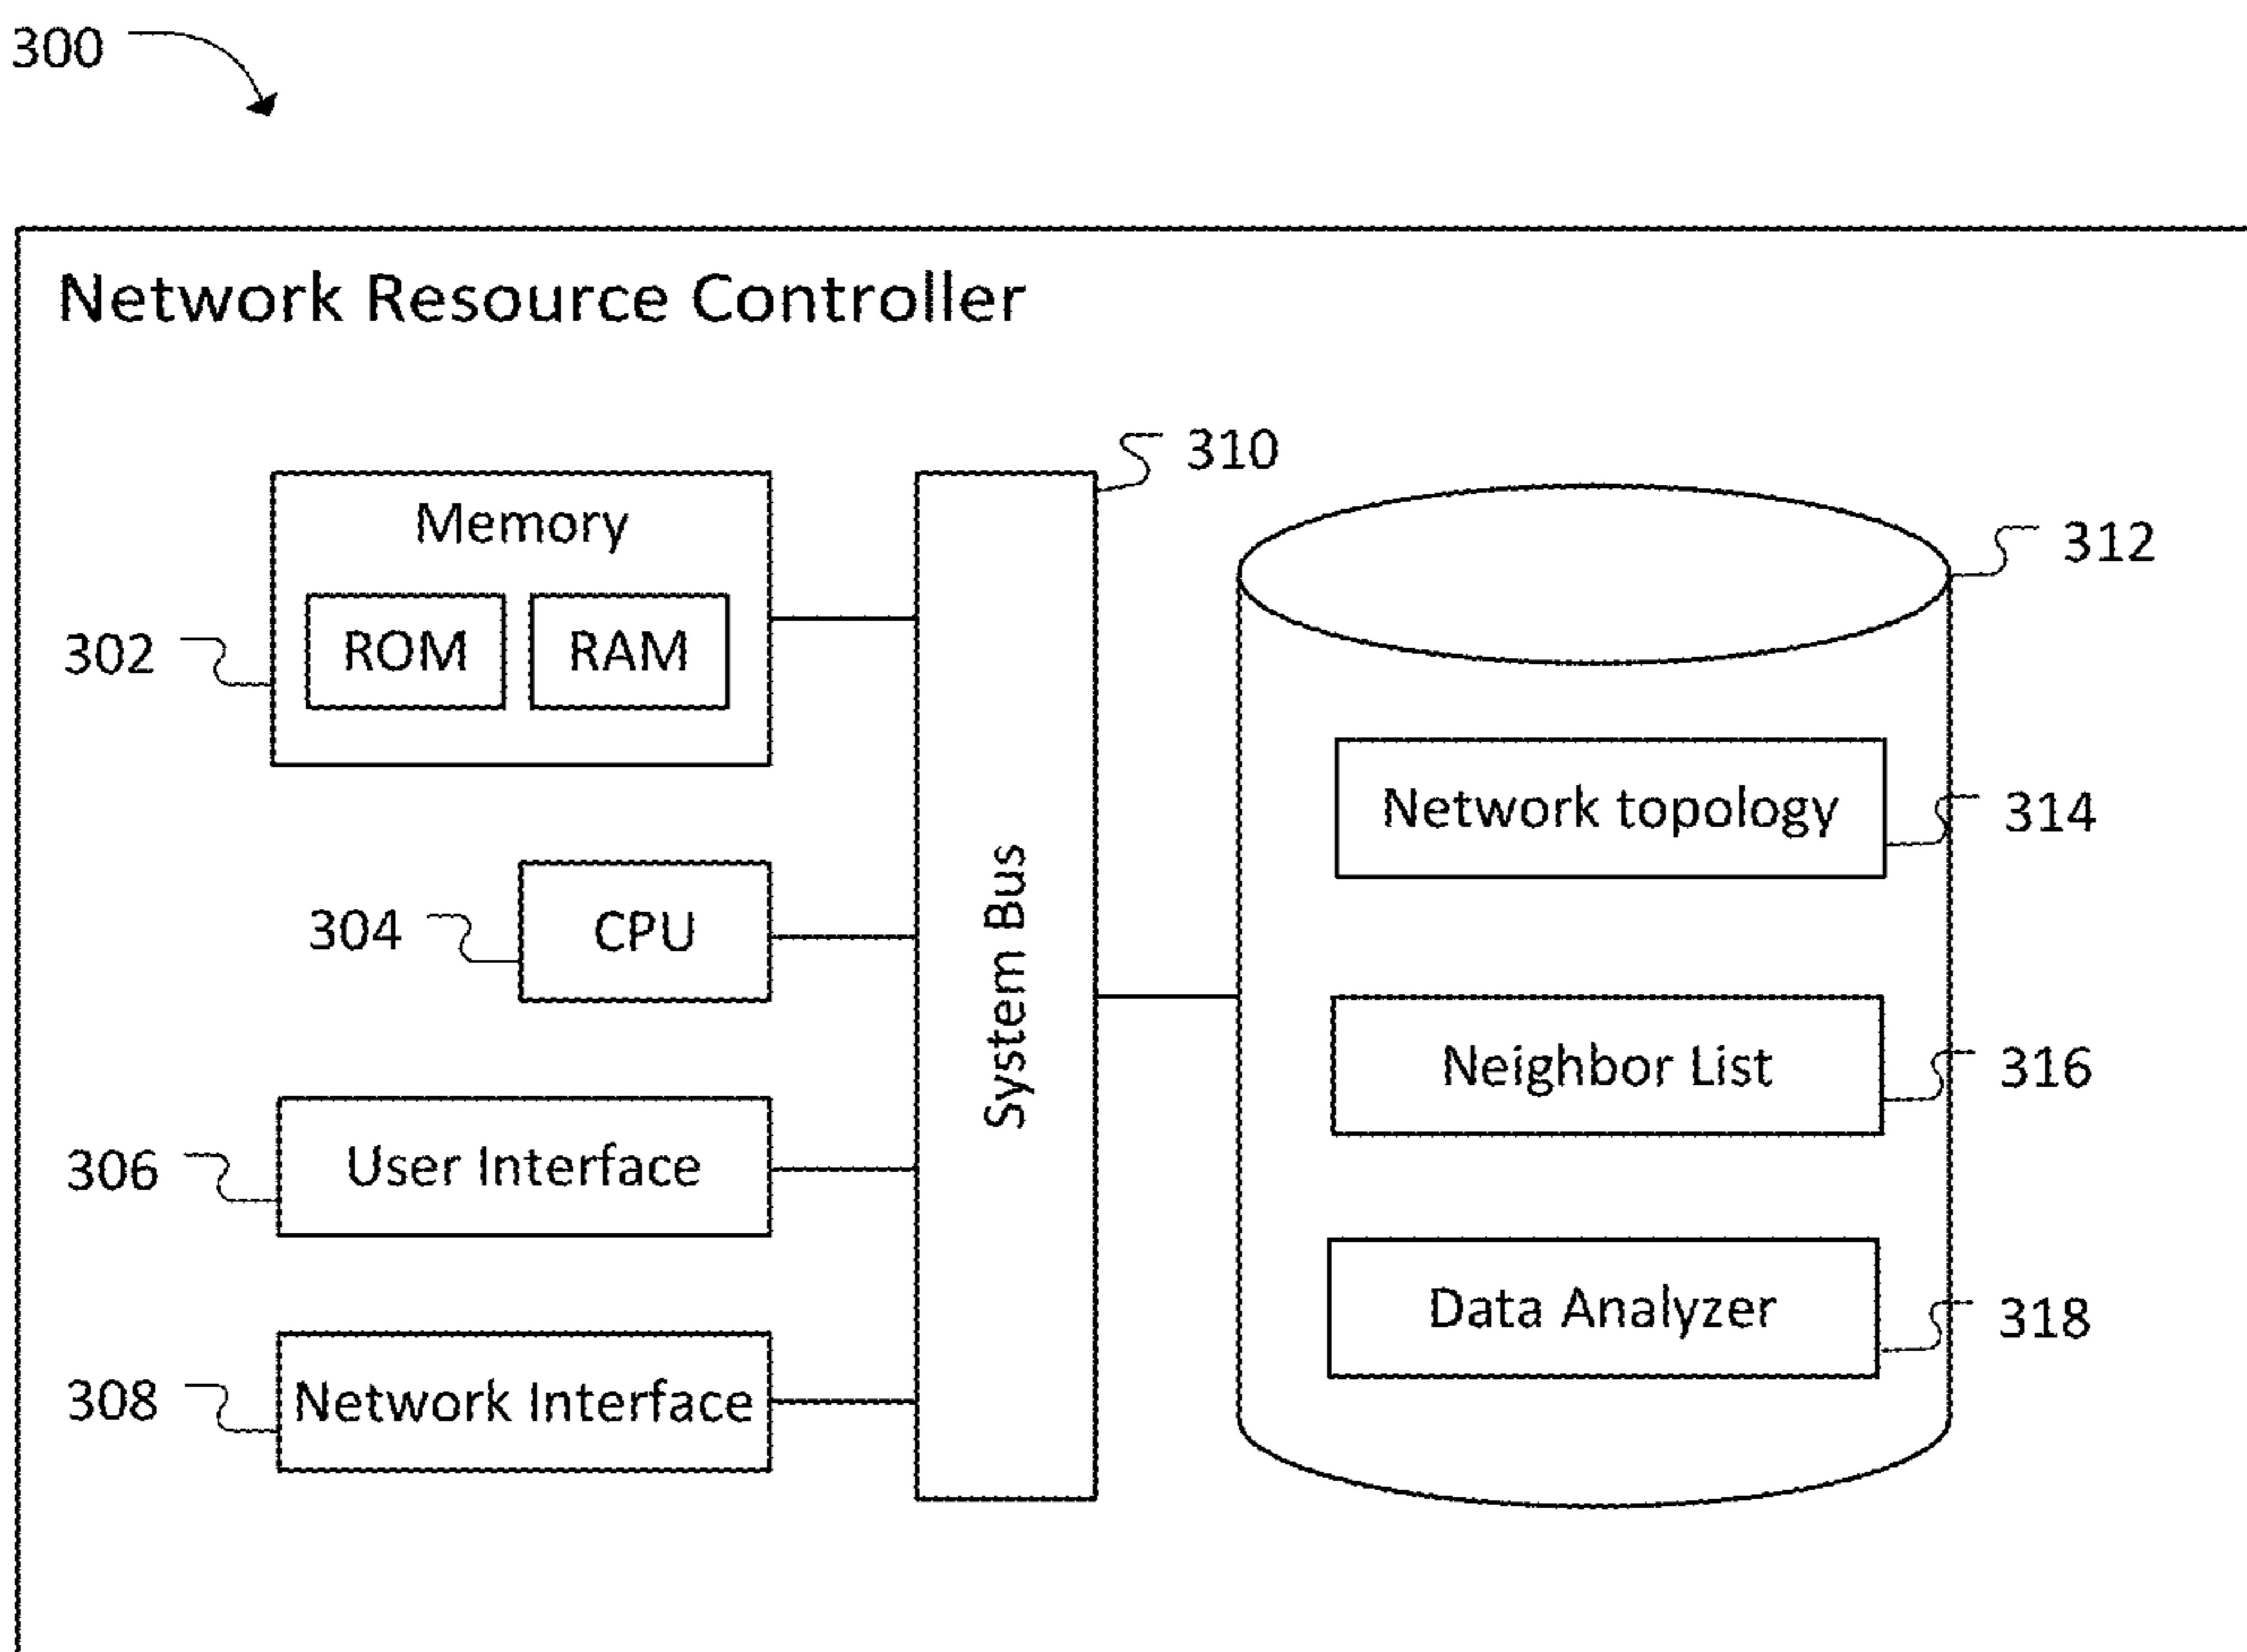 300
Network Resource Controller
310
Memory
312
ROM RAM
302
Network topology
314
System Bus
CPU
304
Neighbor List
316
User Interface
306
Data Analyzer
318
Network Interface
308